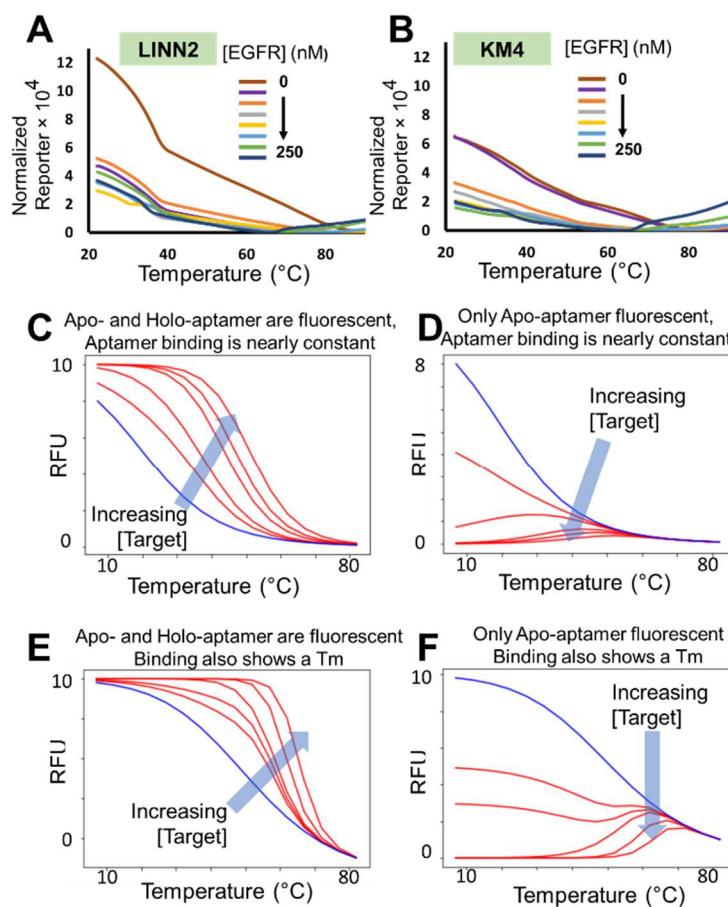 A
LINN2
[EGFR] (nM)
0
250
Normalized
Reporter × 10⁴
12
10
8
6
4
2
0
20
40
60
80
Temperature (°C)
B
KM4
[EGFR] (nM)
0
250
Normalized
Reporter × 10⁴
12
10
8
6
4
2
0
20
40
60
80
Temperature (°C)
C
Apo- and Holo-aptamer are fluorescent,
Aptamer binding is nearly constant
10
RFU
0
Increasing
[Target]
10
80
Temperature (°C)
D
Only Apo-aptamer fluorescent,
Aptamer binding is nearly constant
8
RFU
0
Increasing
[Target]
10
80
Temperature (°C)
E
Apo- and Holo-aptamer are fluorescent
Binding also shows a Tm
10
RFU
0
Increasing
[Target]
10
80
Temperature (°C)
F
Only Apo-aptamer fluorescent
Binding also shows a Tm
10
RFU
0
Increasing
[Target]
10
80
Temperature (°C)